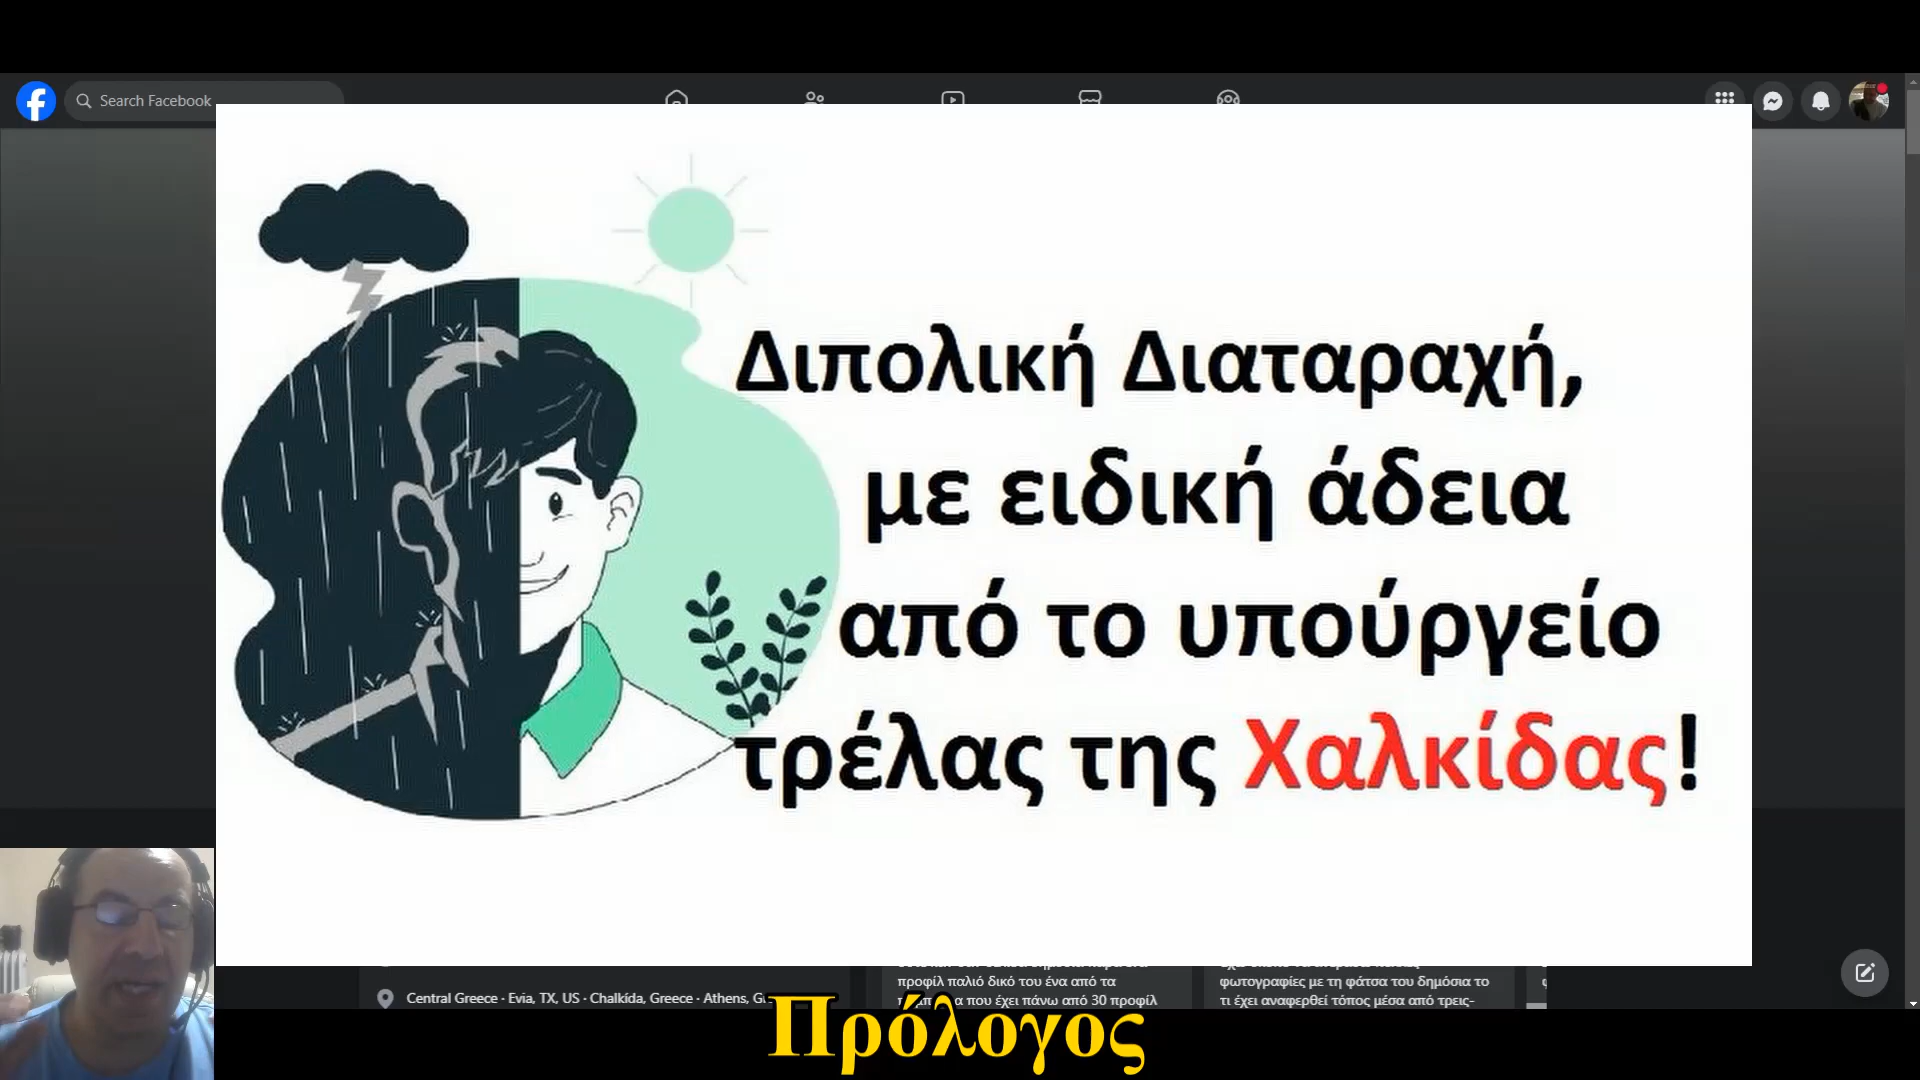 Search Facebook
Διπολική Διαταραχή,
με ειδική άδεια
από το υπούργείο
τρέλας της Χαλκίδας!
προφίλ παλιό δικό του ένα από τα
που έχει πάνω από 30 προφίλ
φωτογραφίες με τη φάτσα του δημόσια το
τι έχει αναφερθεί τόπος μέσα από τρεις-
Central Greece · Evia, TX, US · Chalkída, Greece · Athens,
Πρόλογος